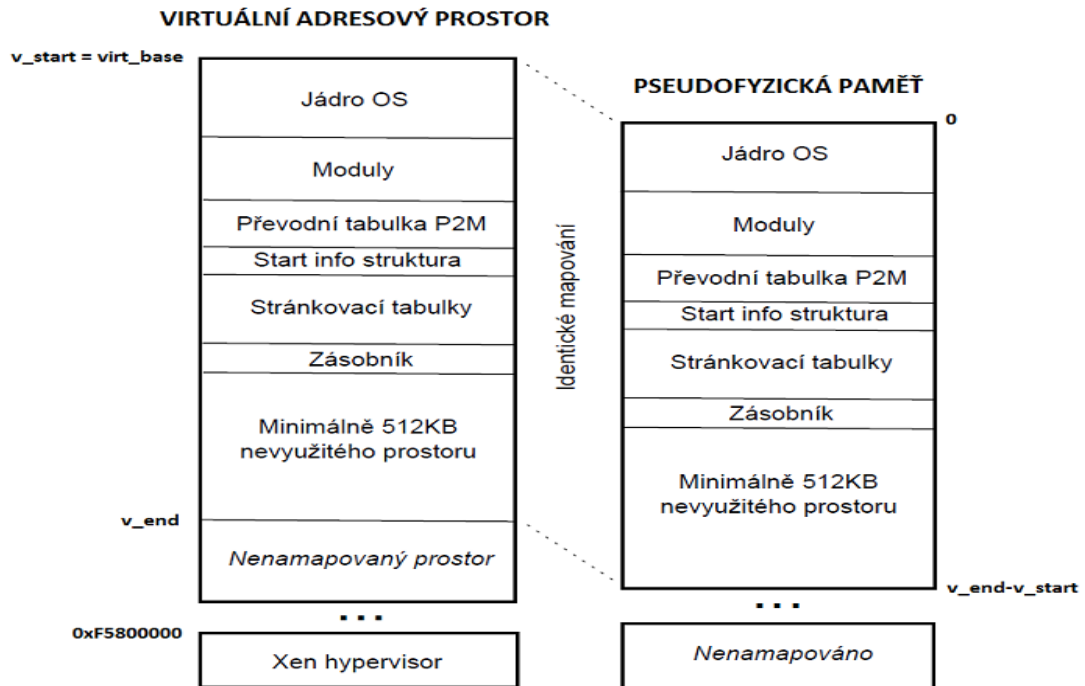 VIRTUÁLNÍ ADRESOVÝ PROSTOR
v_start = virt_base
Jádro OS
Moduly
Převodní tabulka P2M
Start info struktura
Stránkovací tabulky
Zásobník
Minimálně 512KB
nevyužitého prostoru
v_end
Nenamapovaný prostor
...
0xF5800000
Xen hypervisor
Identické mapování
PSEUDOFYZICKÁ PAMĚŤ
0
Jádro OS
Moduly
Převodní tabulka P2M
Start info struktura
Stránkovací tabulky
Zásobník
Minimálně 512KB
nevyužitého prostoru
v_end-v_start
...
Nenamapováno